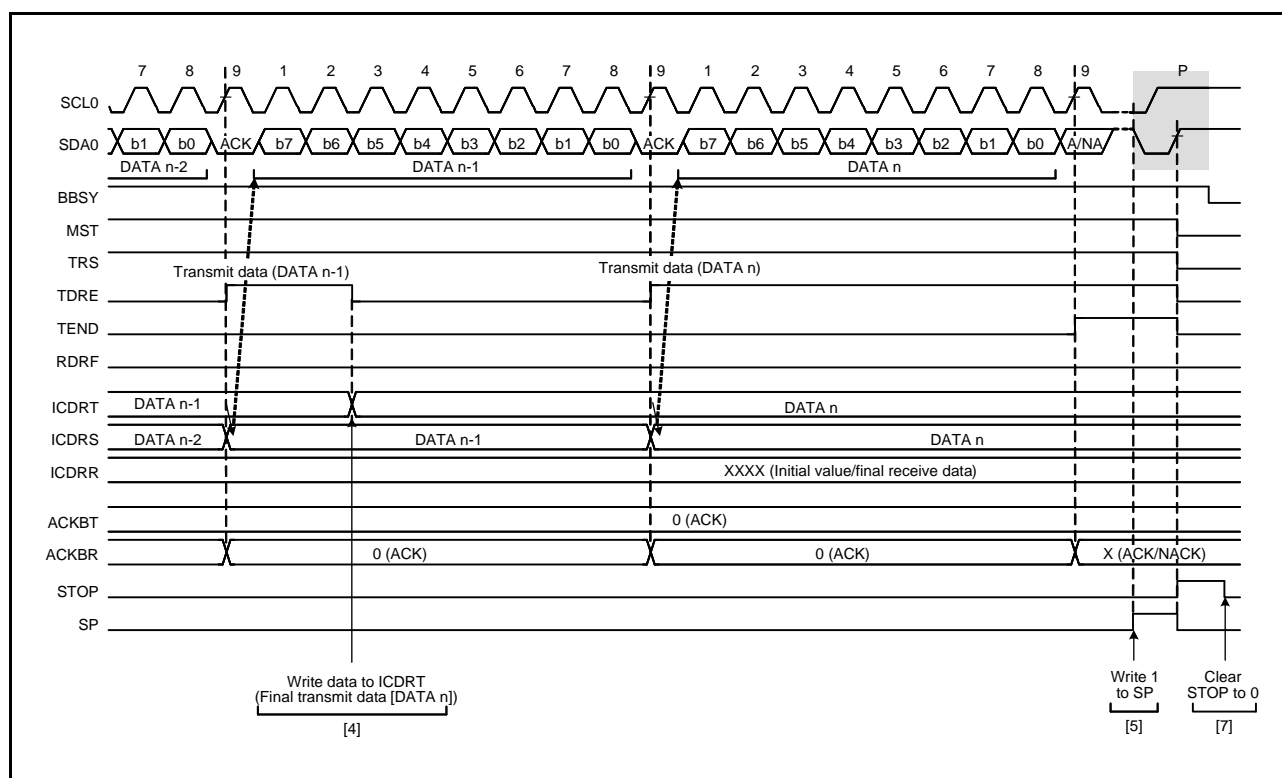 7 8 9 1 2 3 4 5 6 7 8 9 1 2 3 4 5 6 7 8 9 P
SCL0
SDA0 b1 b0 ACK b7 b6 b5 b4 b3 b2 b1 b0 ACK b7 b6 b5 b4 b3 b2 b1 b0 A/NA
DATA n-2 DATA n-1 DATA n
BBSY
MST
TRS
Transmit data (DATA n-1) Transmit data (DATA n)
TDRE
TEND
RDRF
ICDRT DATA n-1 DATA n
ICDRS DATA n-2 DATA n-1 DATA n
ICDRR XXXX (Initial value/final receive data)
ACKBT 0 (ACK)
ACKBR 0 (ACK) 0 (ACK) X (ACK/NACK)
STOP
SP
Write data to ICDRT
(Final transmit data [DATA n])
[4]
Write 1
to SP
[5]
Clear
STOP to 0
[7]